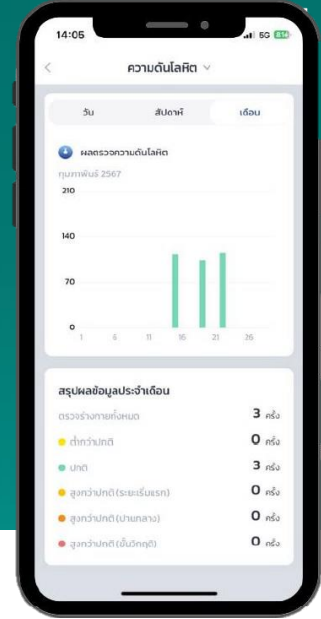 14:05
5G
ความดันโลหิต
วัน สัปดาห์ เดือน
ผลตรวจความดันโลหิต
กุมภาพันธ์ 2567
210
140
70
0
1 6 11 16 21 26
สรุปผลข้อมูลประจำเดือน
ตรวจร่างกายทั้งหมด 3 ครั้ง
ต่ำกว่าปกติ 0 ครั้ง
ปกติ 3 ครั้ง
สูงกว่าปกติ (ระยะเริ่มแรก) 0 ครั้ง
สูงกว่าปกติ (ปานกลาง) 0 ครั้ง
สูงกว่าปกติ (ขั้นวิกฤติ) 0 ครั้ง